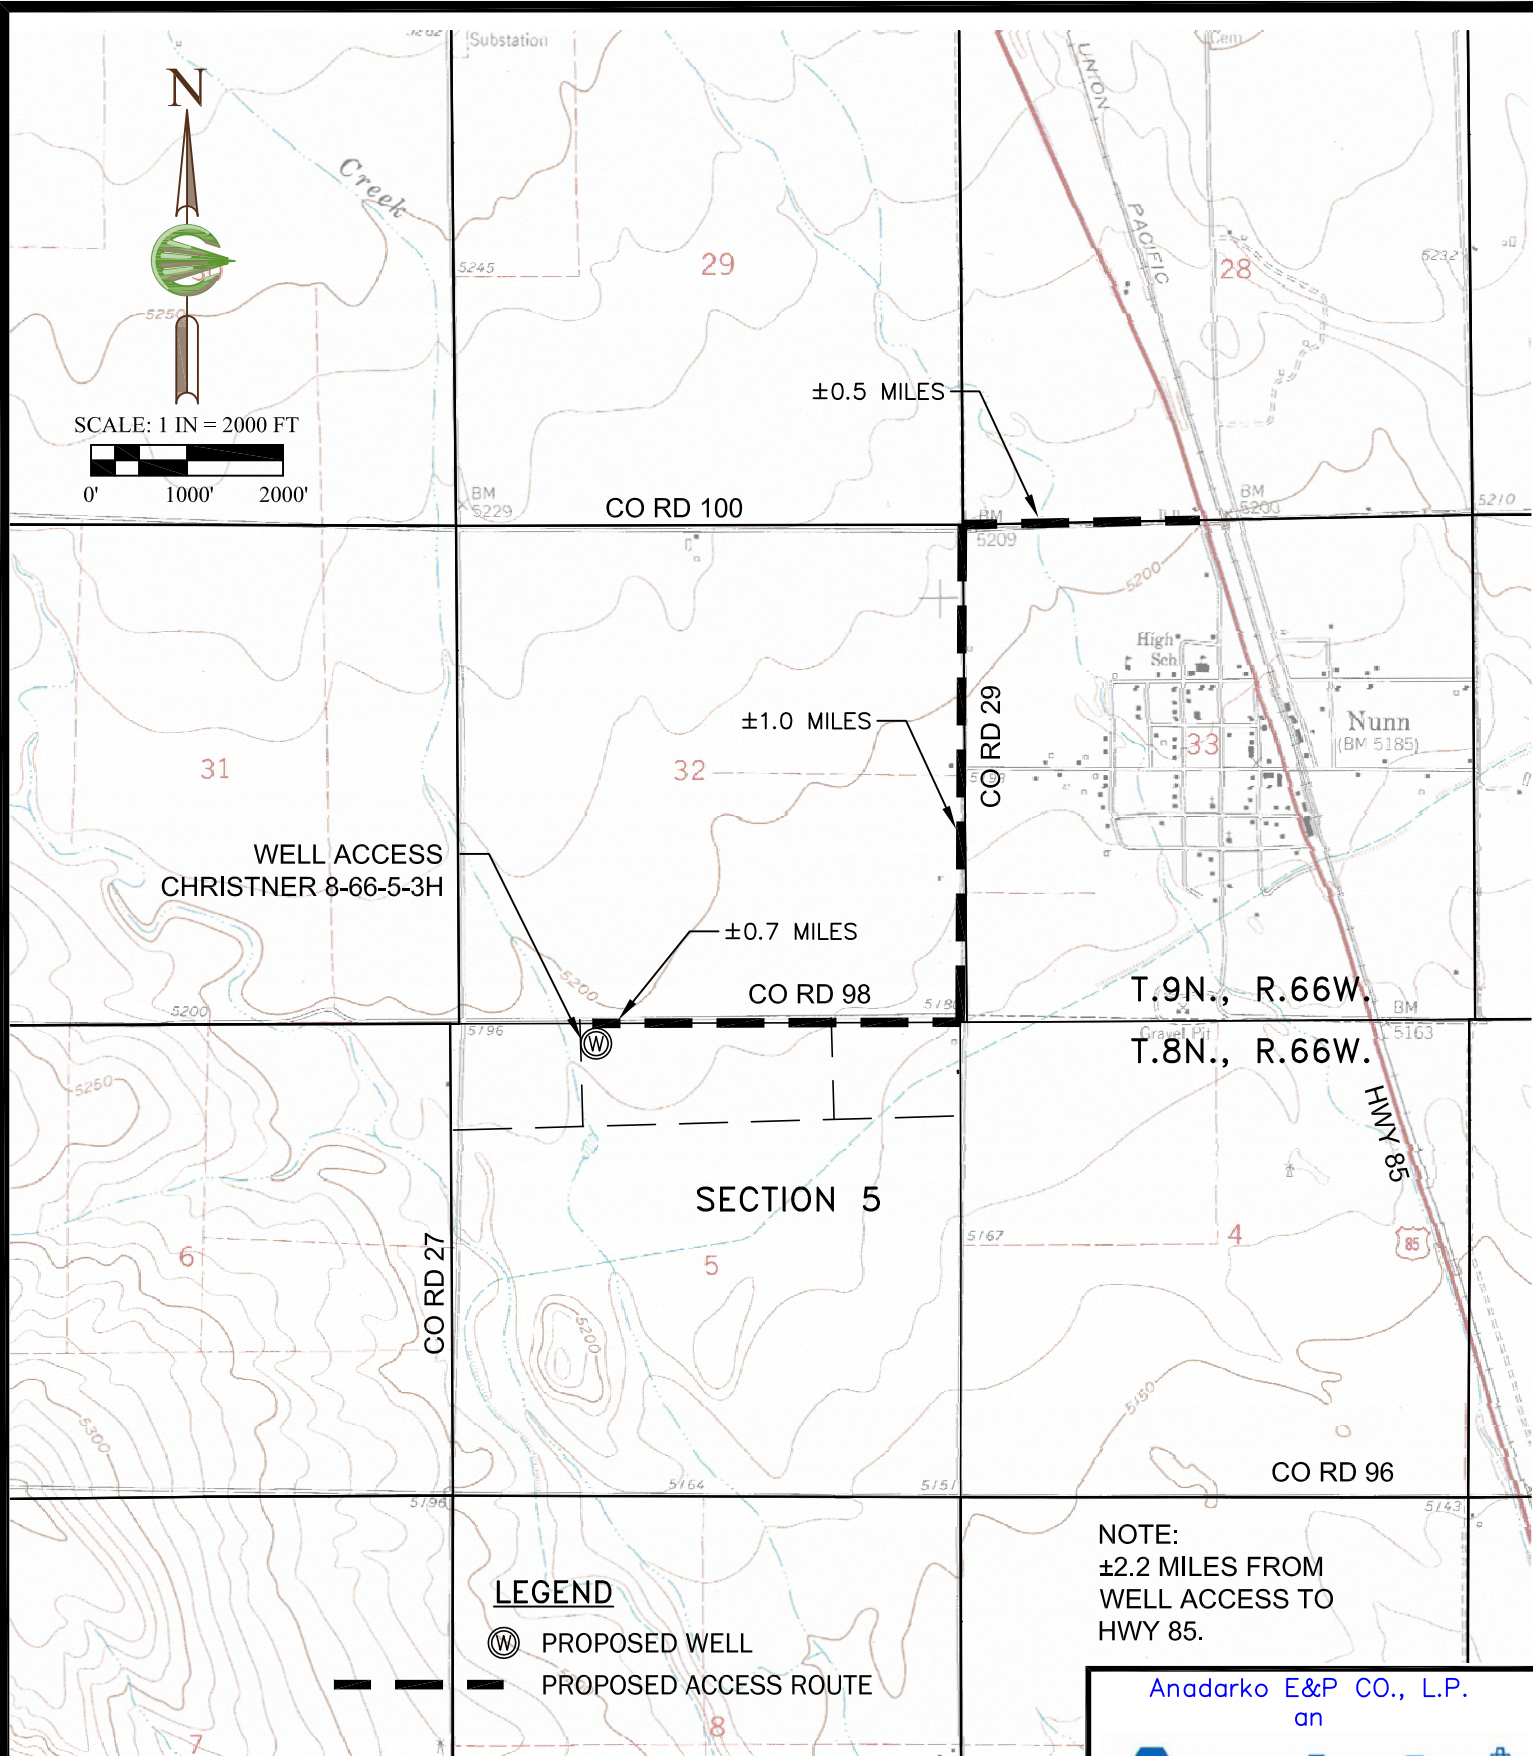 5262
Substation
Cem
N
UNION
PACIFIC
Creek
5245
29
28
5232
5250
±0.5 MILES
SCALE: 1 IN = 2000 FT
0'
1000'
2000'
BM
5229
CO RD 100
BM
5209
BM
5200
5210
5200
High
Sch
Nunn
(BM 5185)
33
CO RD 29
±1.0 MILES
31
32
WELL ACCESS
CHRISTNER 8-66-5-3H
±0.7 MILES
5200
CO RD 98
5200
5196
T.9N., R.66W.
BM
5163
Gravel Pit
T.8N., R.66W.
W
5250
HWY 85
SECTION 5
5167
4
85
6
5
CO RD 27
5200
5150
5300
CO RD 96
5196
5164
5151
5143
NOTE:
±2.2 MILES FROM
WELL ACCESS TO
HWY 85.
LEGEND
W PROPOSED WELL
PROPOSED ACCESS ROUTE
7
8
Anadarko E&P CO., L.P.
an